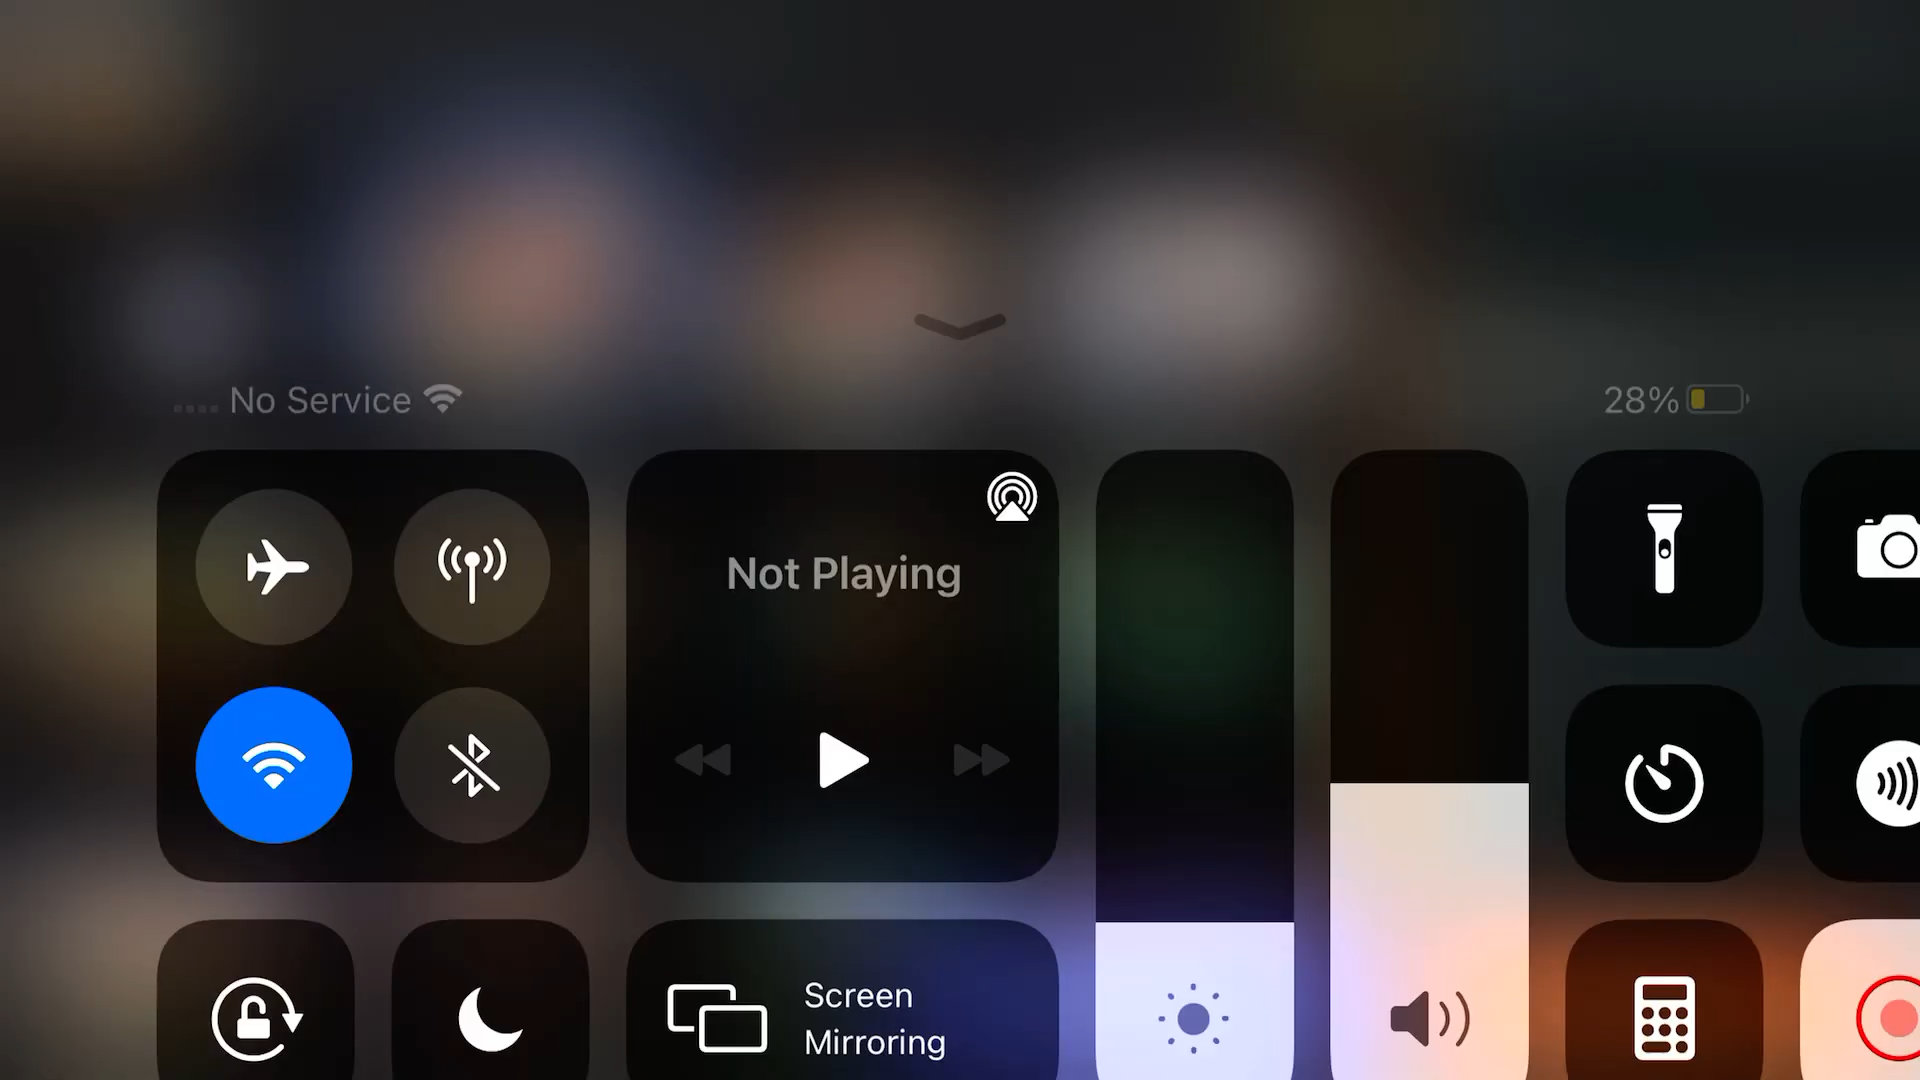 No Service
28%
Not Playing
Screen
Mirroring